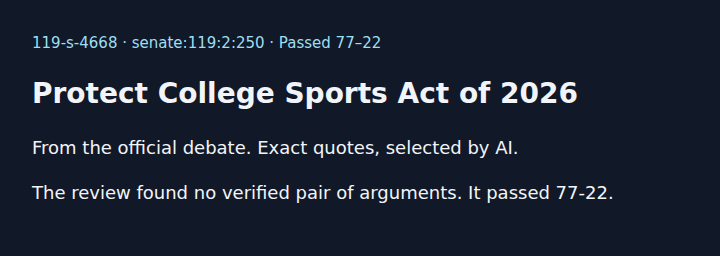 119-s-4668 · senate:119:2:250 · Passed 77–22
Protect College Sports Act of 2026
From the official debate. Exact quotes, selected by AI.
The review found no verified pair of arguments. It passed 77-22.